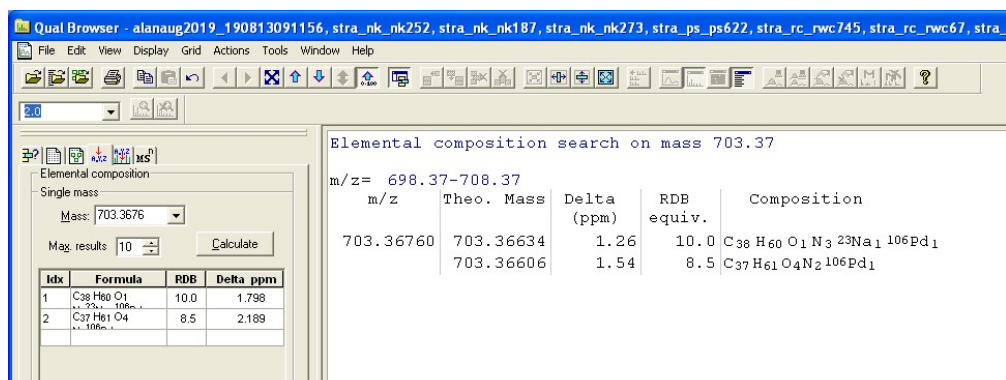 Qual Browser - alanaug2019_190813091156, stra_nk_nk252, stra_nk_nk187, stra_nk_nk273, stra_ps_ps622, stra_rc_rwc745, stra_rc_rwc67, stra_
File Edit View Display Grid Actions Tools Window Help
2.0
Elemental composition
Single mass
Mass: 703.3676
Max. results 10 Calculate
Idx Formula RDB Delta ppm
1 C38 H60 O1 10.0 1.798
2 C37 H61 O4 8.5 2.189
Elemental composition search on mass 703.37
m/z= 698.37-708.37
m/z Theo. Mass Delta RDB Composition
(ppm) equiv.
703.36760 703.36634 1.26 10.0 C38 H60 O1 N3 23Na1 106Pd1
703.36606 1.54 8.5 C37 H61 O4 N2 106Pd1